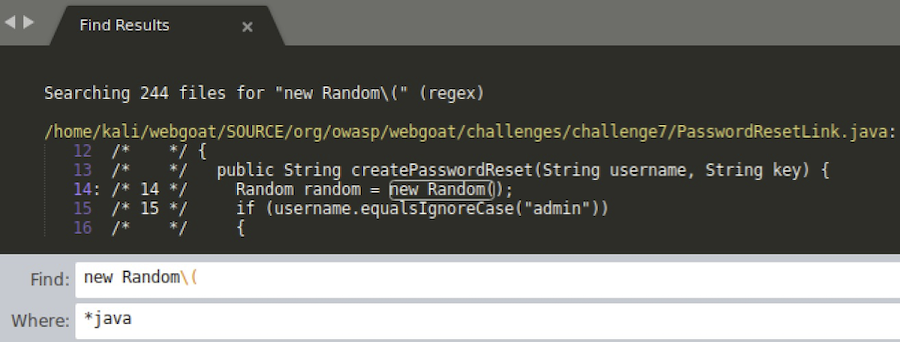 Find Results ×
Searching 244 files for "new Random\(" (regex)
/home/kali/webgoat/SOURCE/org/owasp/webgoat/challenges/challenge7/PasswordResetLink.java:
12 /* */ {
13 /* */ public String createPasswordReset(String username, String key) {
14: /* 14 */ Random random = new Random();
15 /* 15 */ if (username.equalsIgnoreCase("admin"))
16 /* */ {
Find: new Random\(
Where: *java